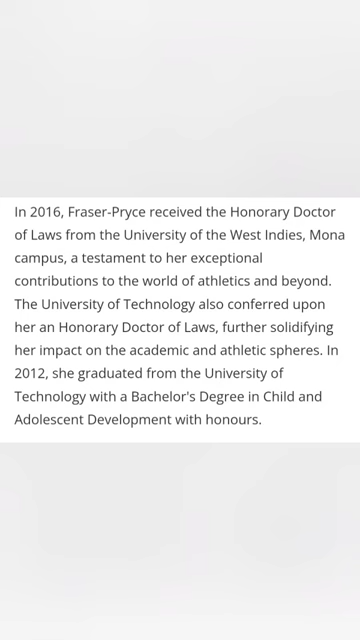 In 2016, Fraser-Pryce received the Honorary Doctor
of Laws from the University of the West Indies, Mona
campus, a testament to her exceptional
contributions to the world of athletics and beyond.
The University of Technology also conferred upon
her an Honorary Doctor of Laws, further solidifying
her impact on the academic and athletic spheres. In
2012, she graduated from the University of
Technology with a Bachelor's Degree in Child and
Adolescent Development with honours.